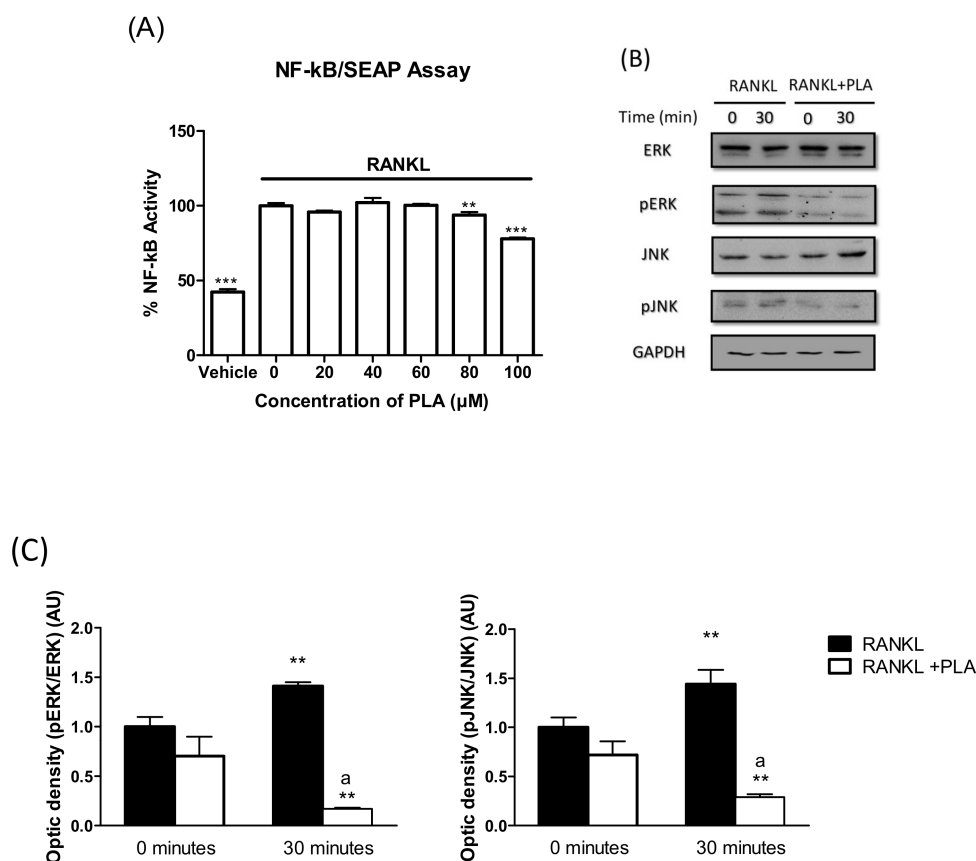 (A)
NF-kB/SEAP Assay
% NF-kB Activity
150
100
50
0
RANKL
***
**
***
Vehicle 0 20 40 60 80 100
Concentration of PLA (µM)
(B)
RANKL RANKL+PLA
Time (min) 0 30 0 30
ERK
pERK
JNK
pJNK
GAPDH
(C)
Optic density (pERK/ERK) (AU)
2.0
1.5
1.0
0.5
0.0
**
a
**
0 minutes 30 minutes
Optic density (pJNK/JNK) (AU)
2.0
1.5
1.0
0.5
0.0
**
a
**
0 minutes 30 minutes
RANKL
RANKL +PLA